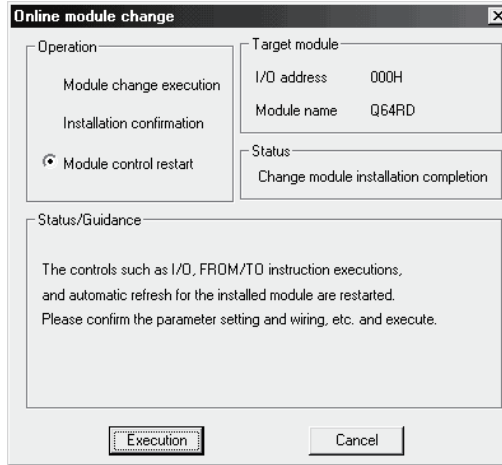 Online module change
Operation
Module change execution
Installation confirmation
Module control restart
Target module
I/O address 000H
Module name Q64RD
Status
Change module installation completion
Status/Guidance
The controls such as I/O, FROM/TO instruction executions,
and automatic refresh for the installed module are restarted.
Please confirm the parameter setting and wiring, etc. and execute.
Execution
Cancel